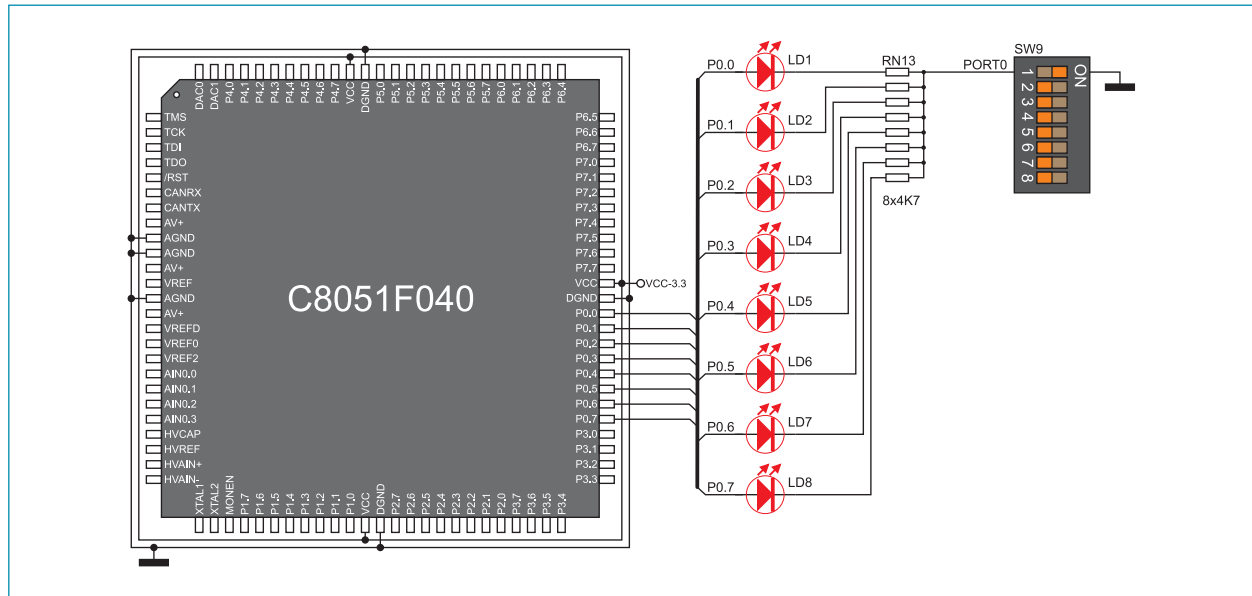 DAC0
DAC1
P4.0
P4.1
P4.2
P4.3
P4.4
P4.5
P4.6
P4.7
VCC
DGND
P5.0
P5.1
P5.2
P5.3
P5.4
P5.5
P5.6
P5.7
P6.0
P6.1
P6.2
P6.3
P6.4
TMS
TCK
TDI
TDO
/RST
CANRX
CANTX
AV+
AGND
AGND
AV+
VREF
AGND
AV+
VREFD
VREF0
VREF2
AIN0.0
AIN0.1
AIN0.2
AIN0.3
HVCAP
HVREF
HVAIN+
HVAIN-
C8051F040
P6.5
P6.6
P6.7
P7.0
P7.1
P7.2
P7.3
P7.4
P7.5
P7.6
P7.7
VCC
DGND
P0.0
P0.1
P0.2
P0.3
P0.4
P0.5
P0.6
P0.7
P3.0
P3.1
P3.2
P3.3
XTAL1
XTAL2
MONEN
P1.7
P1.6
P1.5
P1.4
P1.3
P1.2
P1.1
P1.0
VCC
DGND
P2.7
P2.6
P2.5
P2.4
P2.3
P2.2
P2.1
P2.0
P3.7
P3.6
P3.5
P3.4
VCC-3.3
P0.0 LD1
P0.1 LD2
P0.2 LD3
P0.3 LD4
P0.4 LD5
P0.5 LD6
P0.6 LD7
P0.7 LD8
RN13
8x4K7
PORT0
SW9
ON
1
2
3
4
5
6
7
8